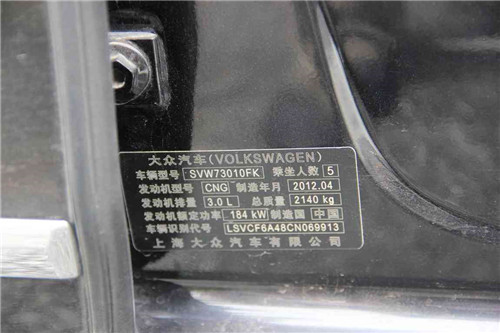 大众汽车(VOLKSWAGEN)
车辆型号 SVW73010FK 乘坐人数 5
发动机型号 CNG 制造年月 2012.04
发动机排量 3.0 L 总质量 2140 kg
发动机额定功率 184 kW 制造国 中国
车辆识别代号 LSVCF6A48CN069913
上海大众汽车有限公司